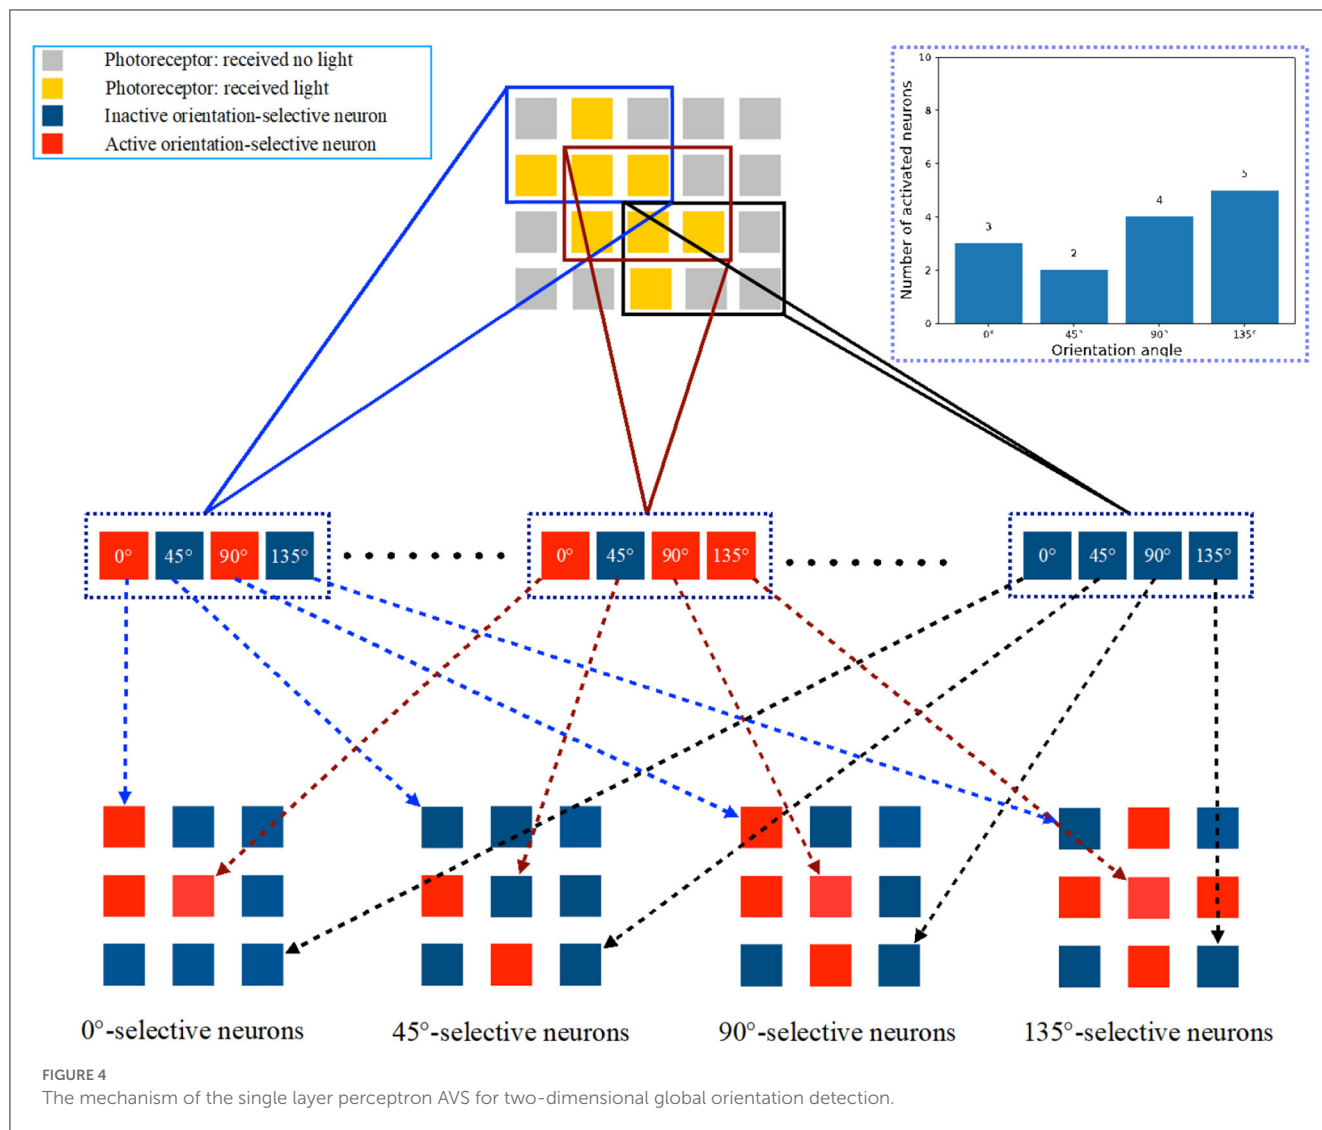 Photoreceptor: received no light
Photoreceptor: received light
Inactive orientation-selective neuron
Active orientation-selective neuron
10
8
6
4
2
0
Number of activated neurons
3
2
4
5
0°
45°
90°
135°
Orientation angle
0° 45° 90° 135°
0° 45° 90° 135°
0° 45° 90° 135°
0°-selective neurons
45°-selective neurons
90°-selective neurons
135°-selective neurons
FIGURE 4
The mechanism of the single layer perceptron AVS for two-dimensional global orientation detection.